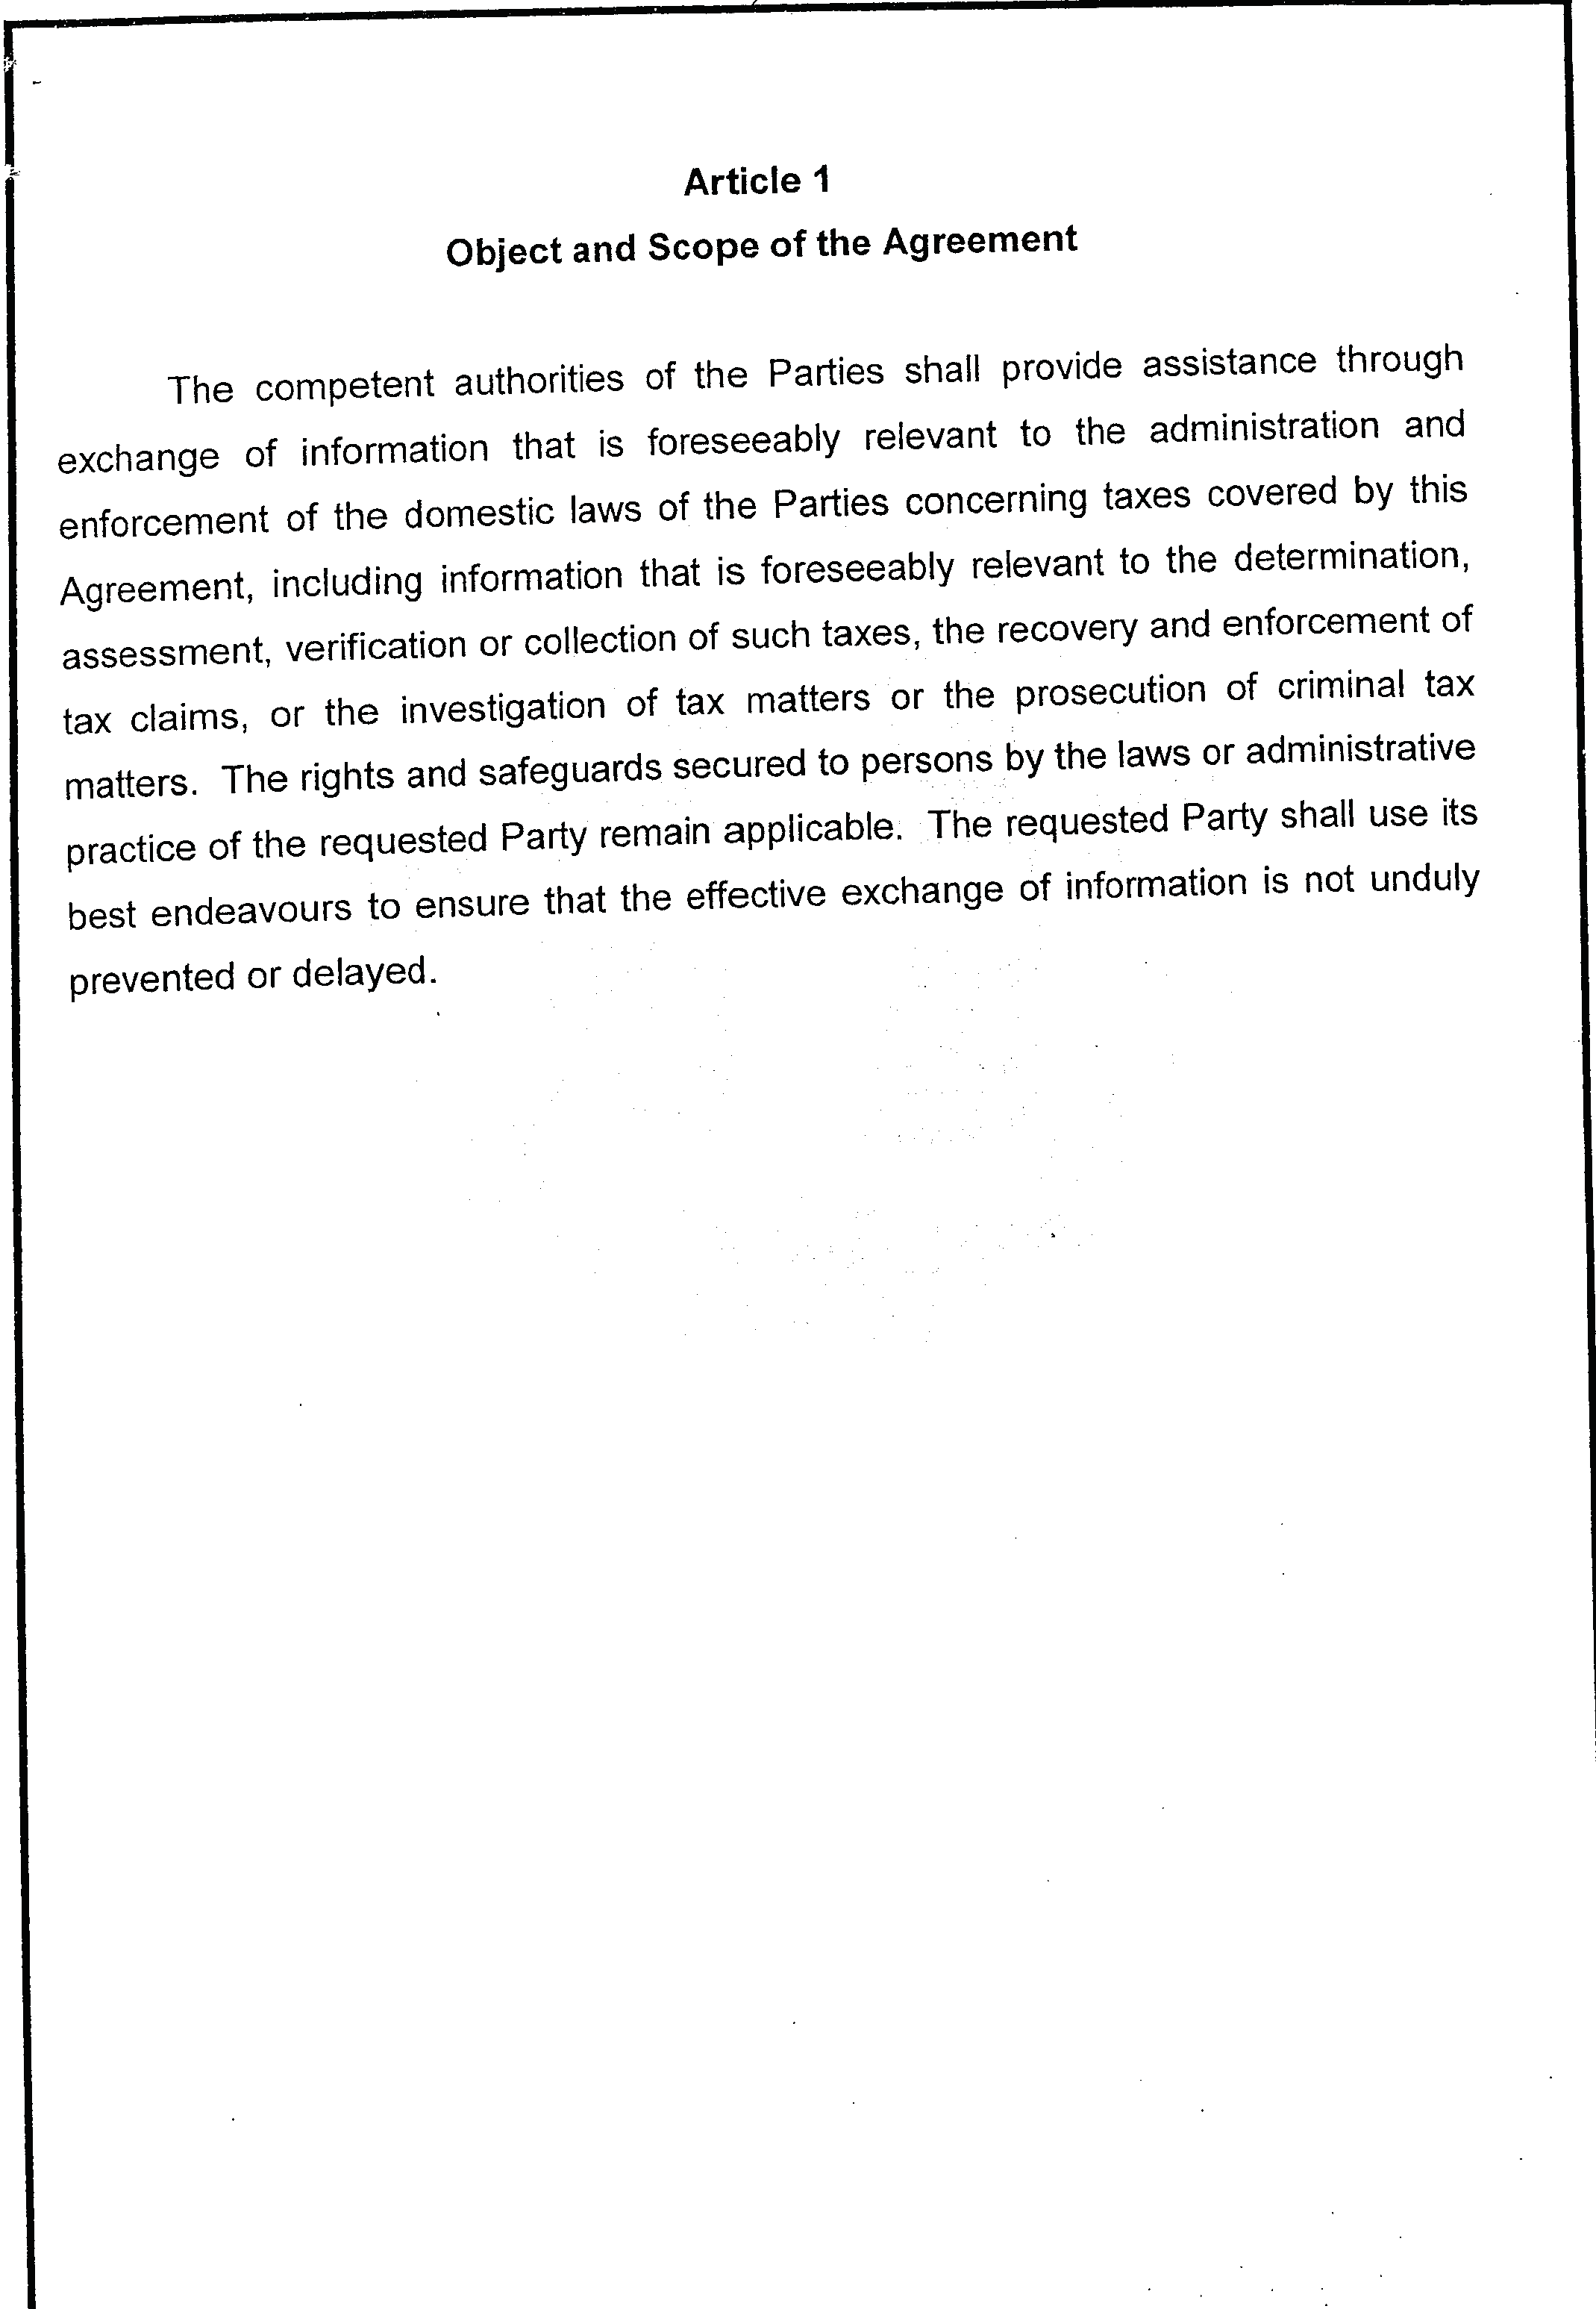 Article 1
Object and Scope of the Agreement
The competent authorities of the Parties shall provide assistance through
exchange of information that is foreseeably relevant to the administration and
enforcement of the domestic laws of the Parties concerning taxes covered by this
Agreement, including information that is foreseeably relevant to the determination,
assessment, verification or collection of such taxes, the recovery and enforcement of
tax claims, or the investigation of tax matters or the prosecution of criminal tax
matters. The rights and safeguards secured to persons by the laws or administrative
practice of the requested Party remain applicable. The requested Party shall use its
best endeavours to ensure that the effective exchange of information is not unduly
prevented or delayed.